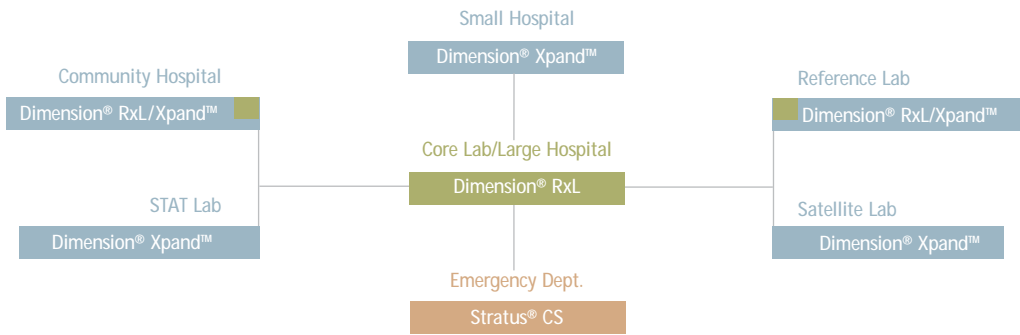 Small Hospital
Dimension® Xpand™
Community Hospital
Dimension® RxL/Xpand™
Reference Lab
Dimension® RxL/Xpand™
Core Lab/Large Hospital
Dimension® RxL
STAT Lab
Dimension® Xpand™
Satellite Lab
Dimension® Xpand™
Emergency Dept.
Stratus® CS